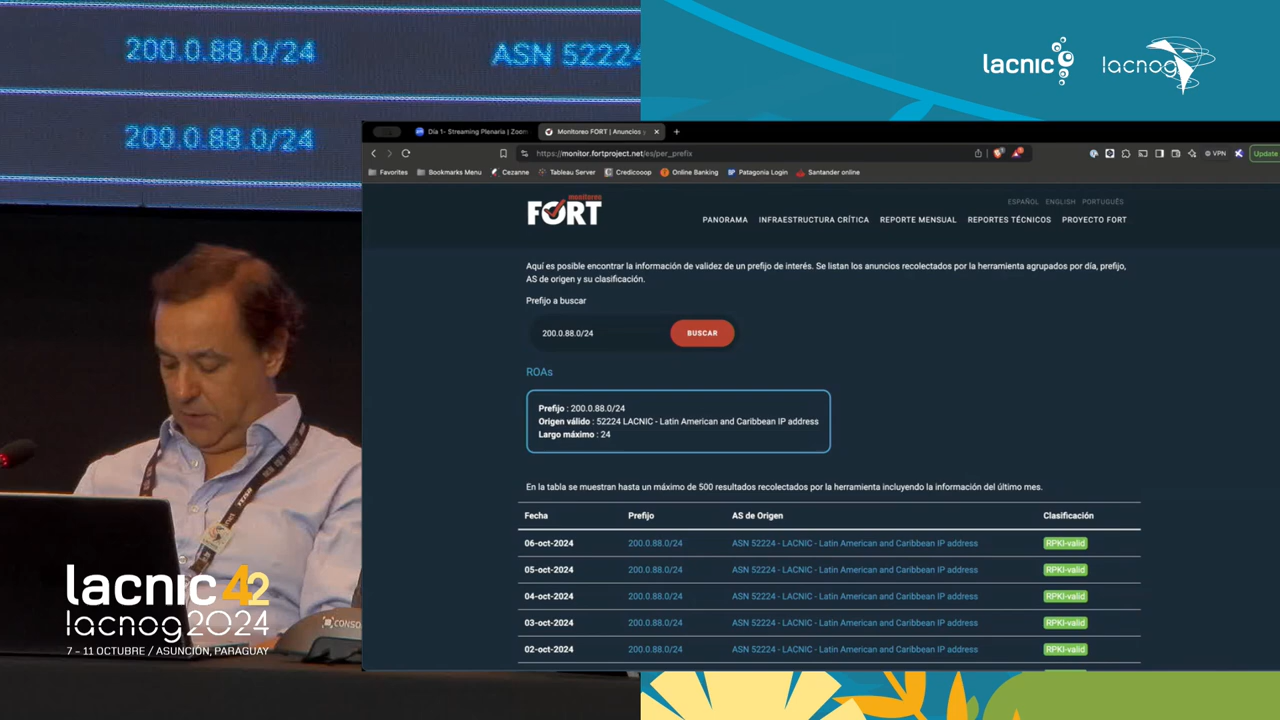 200.0.88.0/24
ASN 52224
200.0.88.0/24
lacnic
lacnog
Día 1- Streaming Plenaria | Zoom
Monitoreo FORT | Anuncios
https://monitor.fortproject.net/es/per_prefix
VPN
Update
Favorites
Bookmarks Menu
Cezanne
Tableau Server
Credicooop
Online Banking
Patagonia Login
Santander online
monitoreo
FORT
ESPAÑOL ENGLISH PORTUGUÊS
PANORAMA INFRAESTRUCTURA CRÍTICA REPORTE MENSUAL REPORTES TÉCNICOS PROYECTO FORT
Aquí es posible encontrar la información de validez de un prefijo de interés. Se listan los anuncios recolectados por la herramienta agrupados por día, prefijo,
AS de origen y su clasificación.
Prefijo a buscar
200.0.88.0/24
BUSCAR
ROAs
Prefijo : 200.0.88.0/24
Origen válido : 52224 LACNIC - Latin American and Caribbean IP address
Largo máximo : 24
En la tabla se muestran hasta un máximo de 500 resultados recolectados por la herramienta incluyendo la información del último mes.
Fecha Prefijo AS de Origen Clasificación
06-oct-2024 200.0.88.0/24 ASN 52224 - LACNIC - Latin American and Caribbean IP address RPKI-valid
05-oct-2024 200.0.88.0/24 ASN 52224 - LACNIC - Latin American and Caribbean IP address RPKI-valid
04-oct-2024 200.0.88.0/24 ASN 52224 - LACNIC - Latin American and Caribbean IP address RPKI-valid
03-oct-2024 200.0.88.0/24 ASN 52224 - LACNIC - Latin American and Caribbean IP address RPKI-valid
02-oct-2024 200.0.88.0/24 ASN 52224 - LACNIC - Latin American and Caribbean IP address RPKI-valid
lacnic 42
lacnog2024
7 – 11 OCTUBRE / ASUNCIÓN, PARAGUAY